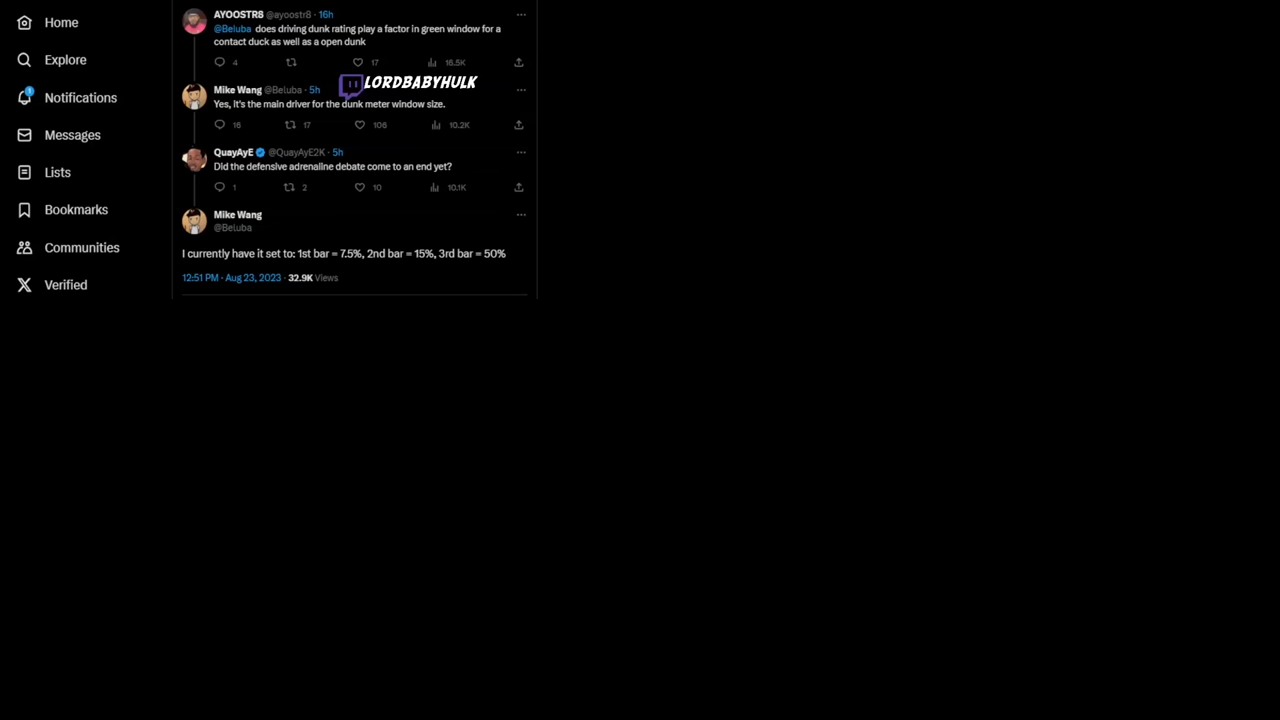 Home
Explore
1
Notifications
Messages
Lists
Bookmarks
Communities
Verified
AYOOSTR8 @ayoostr8 · 16h
@Beluba does driving dunk rating play a factor in green window for a
contact duck as well as a open dunk
4 17 16.5K
LORDBABYHULK
Mike Wang @Beluba · 5h
Yes, it's the main driver for the dunk meter window size.
16 17 106 10.2K
QuayAyE @QuayAyE2K · 5h
Did the defensive adrenaline debate come to an end yet?
1 2 10 10.1K
Mike Wang
@Beluba
I currently have it set to: 1st bar = 7.5%, 2nd bar = 15%, 3rd bar = 50%
12:51 PM · Aug 23, 2023 · 32.9K Views